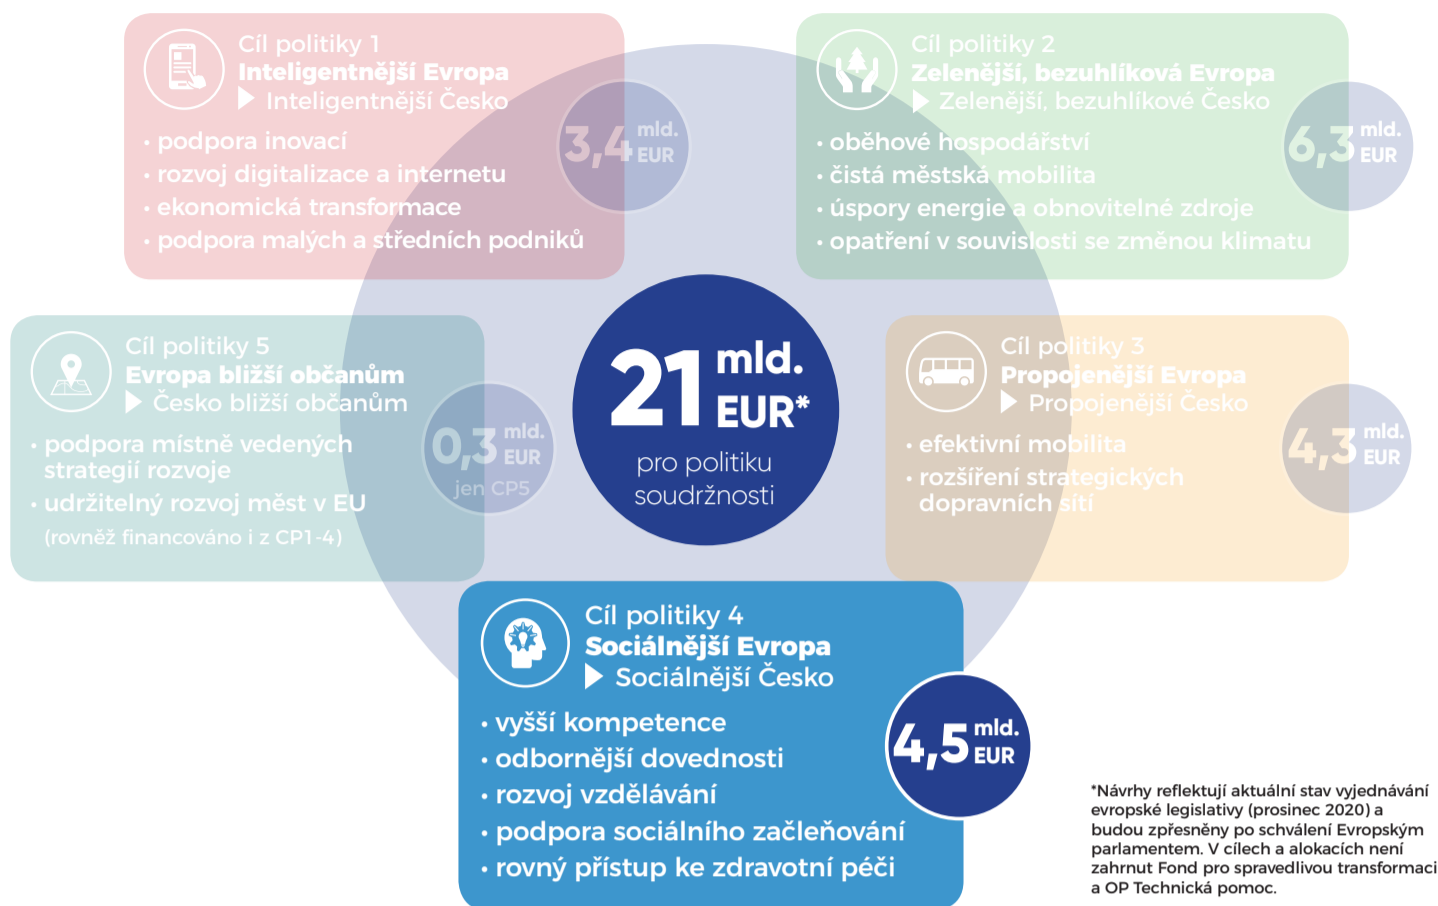 Cíl politiky 1
Inteligentnější Evropa
Inteligentnější Česko
• podpora inovací
• rozvoj digitalizace a internetu
• ekonomická transformace
• podpora malých a středních podniků
3,4 mld. EUR
Cíl politiky 2
Zelenější, bezuhlíková Evropa
Zelenější, bezuhlíkové Česko
• oběhové hospodářství
• čistá městská mobilita
• úspory energie a obnovitelné zdroje
• opatření v souvislosti se změnou klimatu
6,3 mld. EUR
Cíl politiky 5
Evropa bližší občanům
Česko bližší občanům
• podpora místně vedených
strategií rozvoje
• udržitelný rozvoj měst v EU
(rovněž financováno i z CP1-4)
0,3 mld. EUR
jen CP5
21 mld. EUR*
pro politiku
soudržnosti
Cíl politiky 3
Propojenější Evropa
Propojenější Česko
• efektivní mobilita
• rozšíření strategických
dopravních sítí
4,3 mld. EUR
Cíl politiky 4
Sociálnější Evropa
Sociálnější Česko
• vyšší kompetence
• odbornější dovednosti
• rozvoj vzdělávání
• podpora sociálního začleňování
• rovný přístup ke zdravotní péči
4,5 mld. EUR
*Návrhy reflektují aktuální stav vyjednávání
evropské legislativy (prosinec 2020) a
budou zpřesněny po schválení Evropským
parlamentem. V cílech a alokacích není
zahrnut Fond pro spravedlivou transformaci
a OP Technická pomoc.